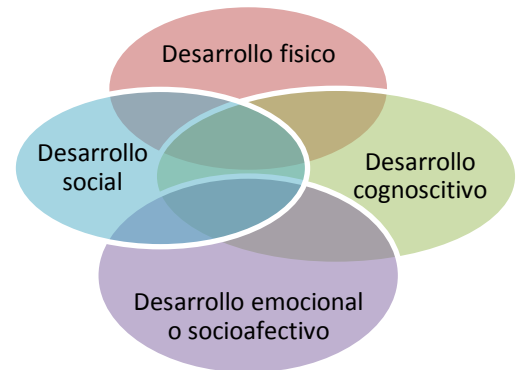 Desarrollo fisico
Desarrollo
social
Desarrollo
cognoscitivo
Desarrollo emocional
o socioafectivo